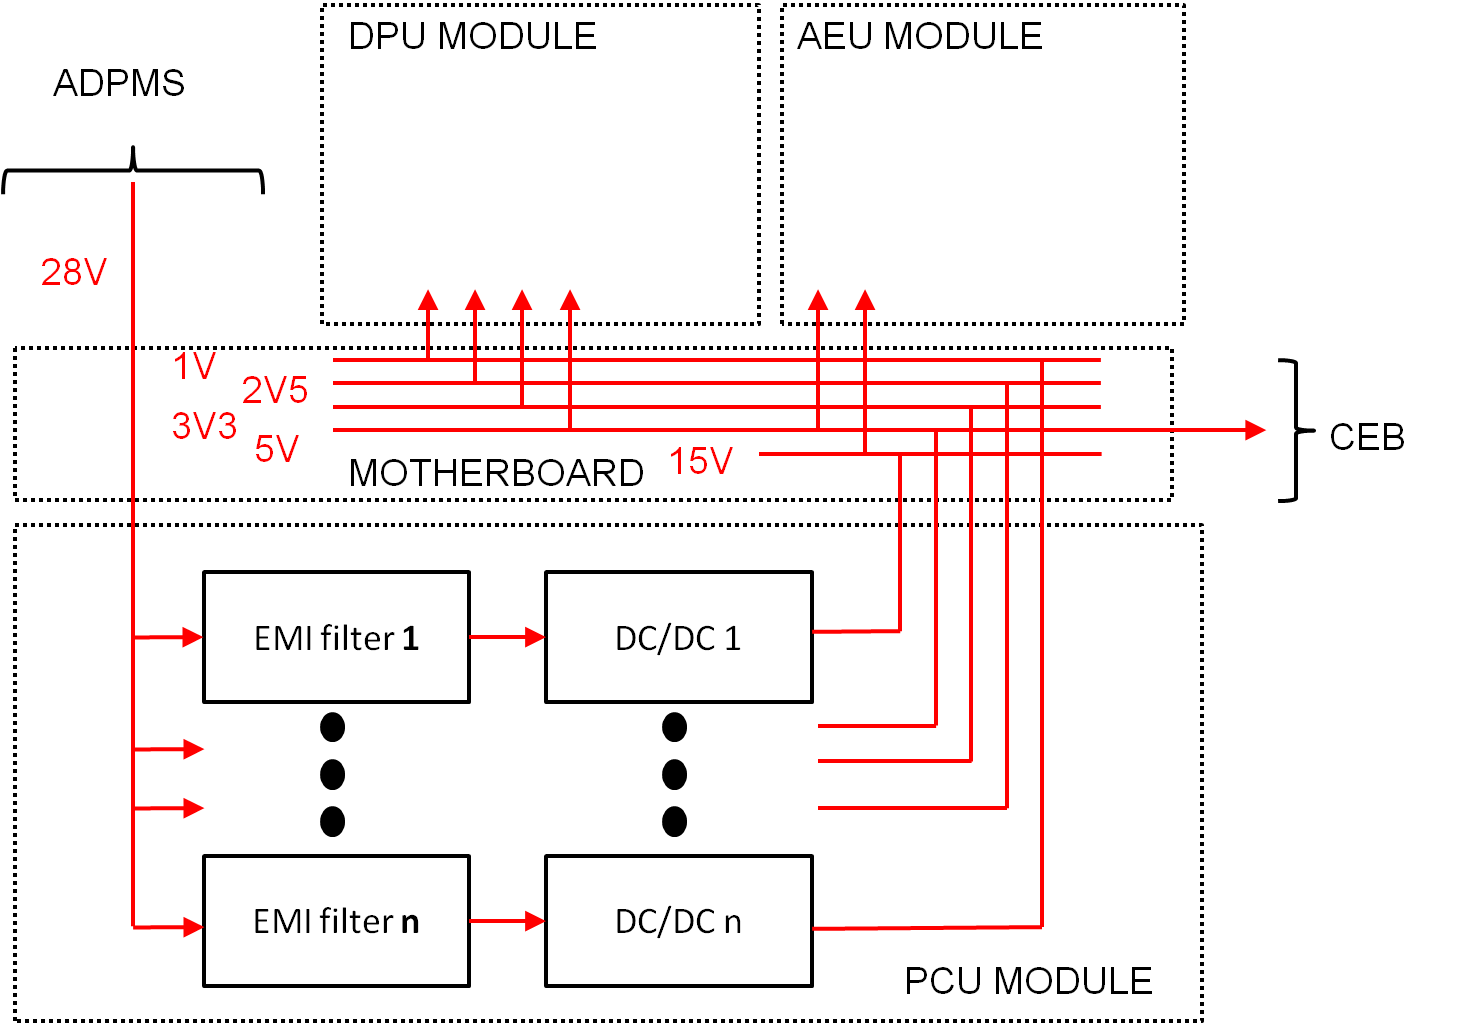 DPU MODULE
AEU MODULE
ADPMS
28V
1V
2V5
3V3
5V
15V
MOTHERBOARD
CEB
EMI filter 1
DC/DC 1
EMI filter n
DC/DC n
PCU MODULE